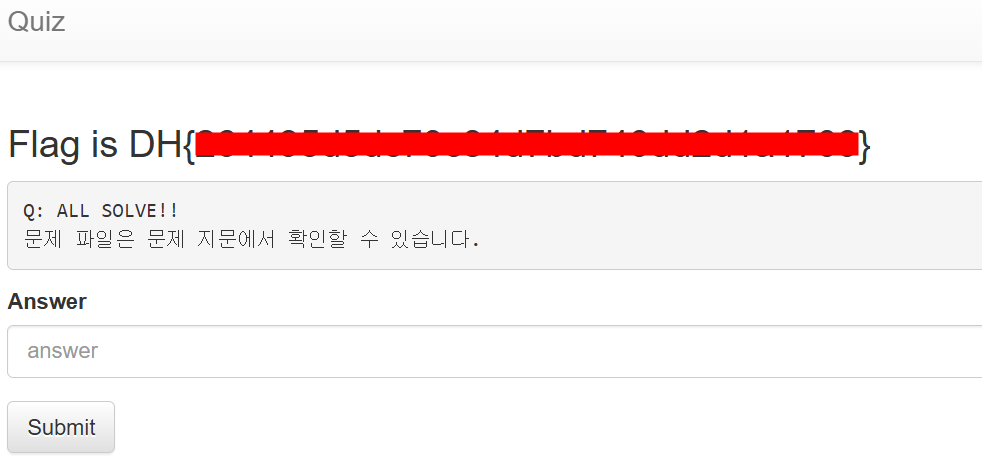 Quiz
Flag is DH{ }
Q: ALL SOLVE!!
문제 파일은 문제 지문에서 확인할 수 있습니다.
Answer
answer
Submit